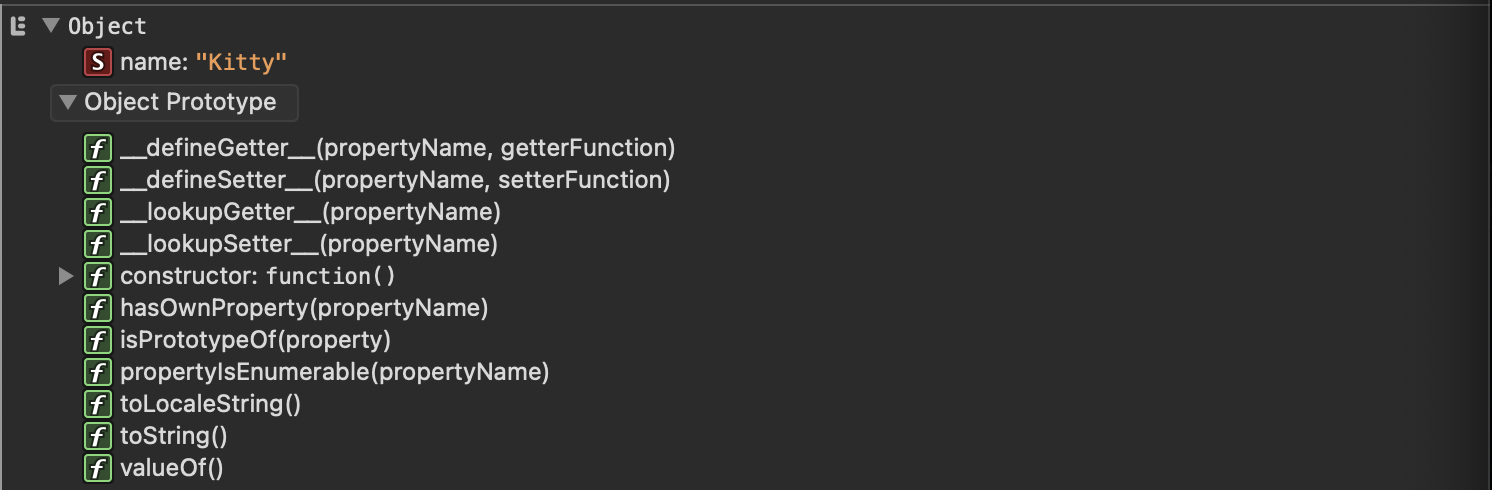 Object
S name: "Kitty"
Object Prototype
f __defineGetter__(propertyName, getterFunction)
f __defineSetter__(propertyName, setterFunction)
f __lookupGetter__(propertyName)
f __lookupSetter__(propertyName)
f constructor: function()
f hasOwnProperty(propertyName)
f isPrototypeOf(property)
f propertyIsEnumerable(propertyName)
f toLocaleString()
f toString()
f valueOf()